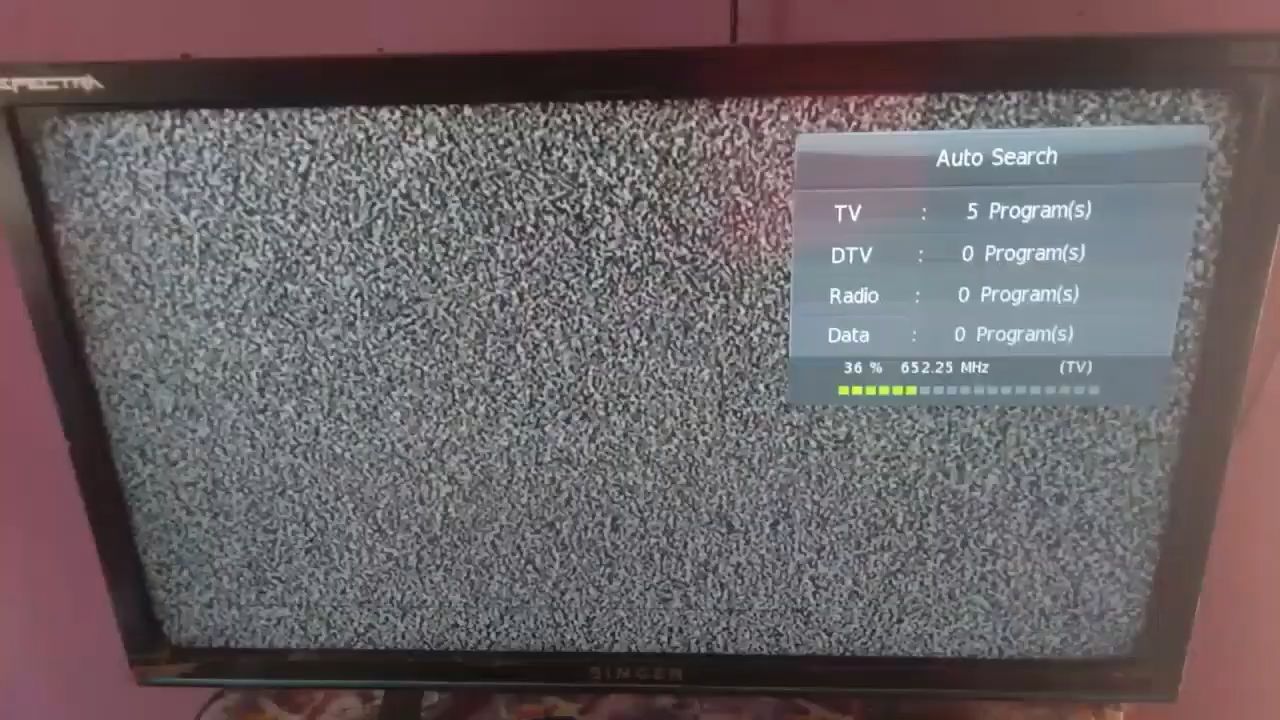 SPECTRA
Auto Search
TV : 5 Program(s)
DTV : 0 Program(s)
Radio : 0 Program(s)
Data : 0 Program(s)
36 % 652.25 MHz (TV)
SINGER